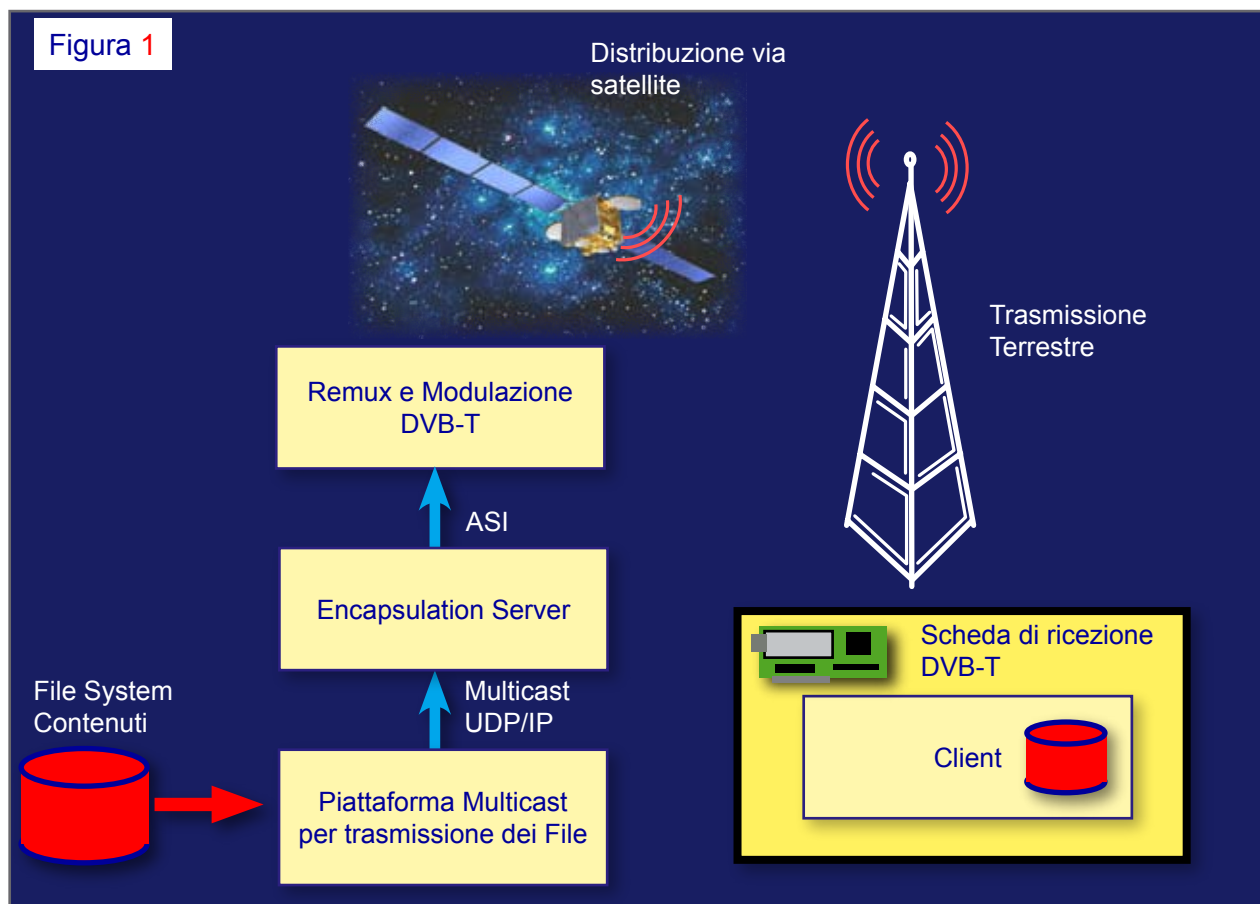 Figura 1
Distribuzione via
satellite
Trasmissione
Terrestre
Remux e Modulazione
DVB-T
ASI
Encapsulation Server
Multicast
UDP/IP
File System
Contenuti
Piattaforma Multicast
per trasmissione dei File
Scheda di ricezione
DVB-T
Client